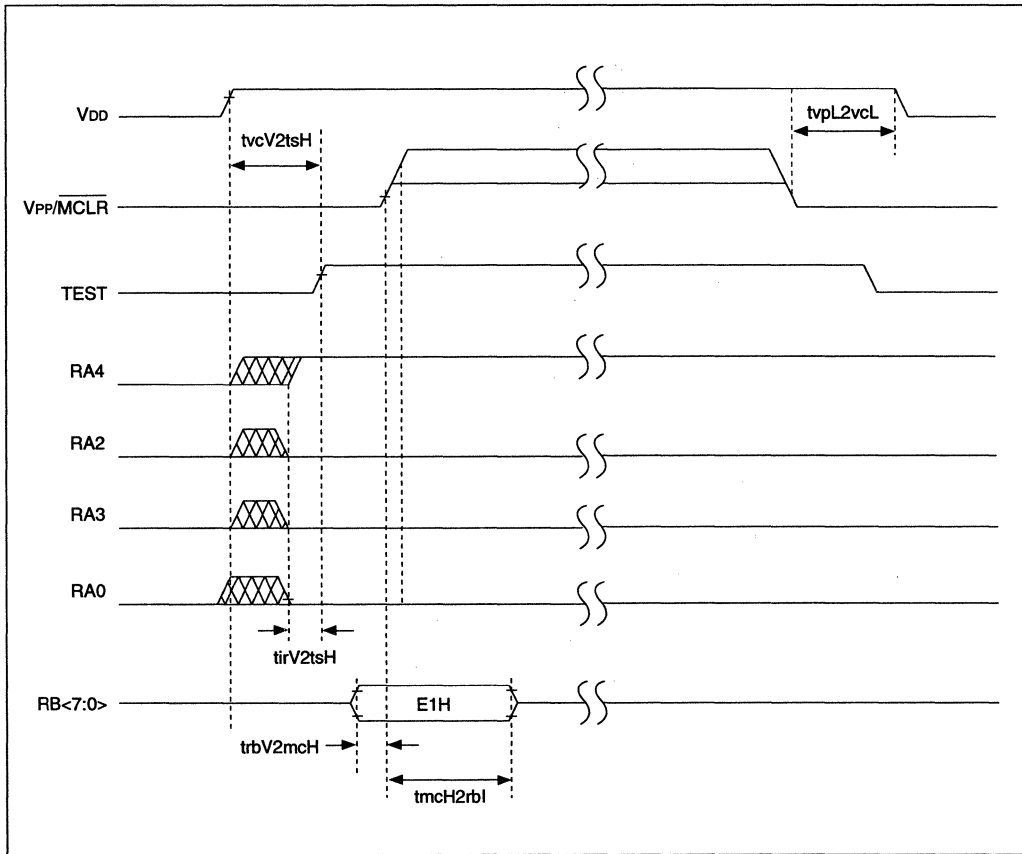 VDD
tvpL2vcL
tvcV2tsH
VPP/MCLR
TEST
RA4
RA2
RA3
RA0
tirV2tsH
RB<7:0>
E1H
trbV2mcH
tmcH2rbI